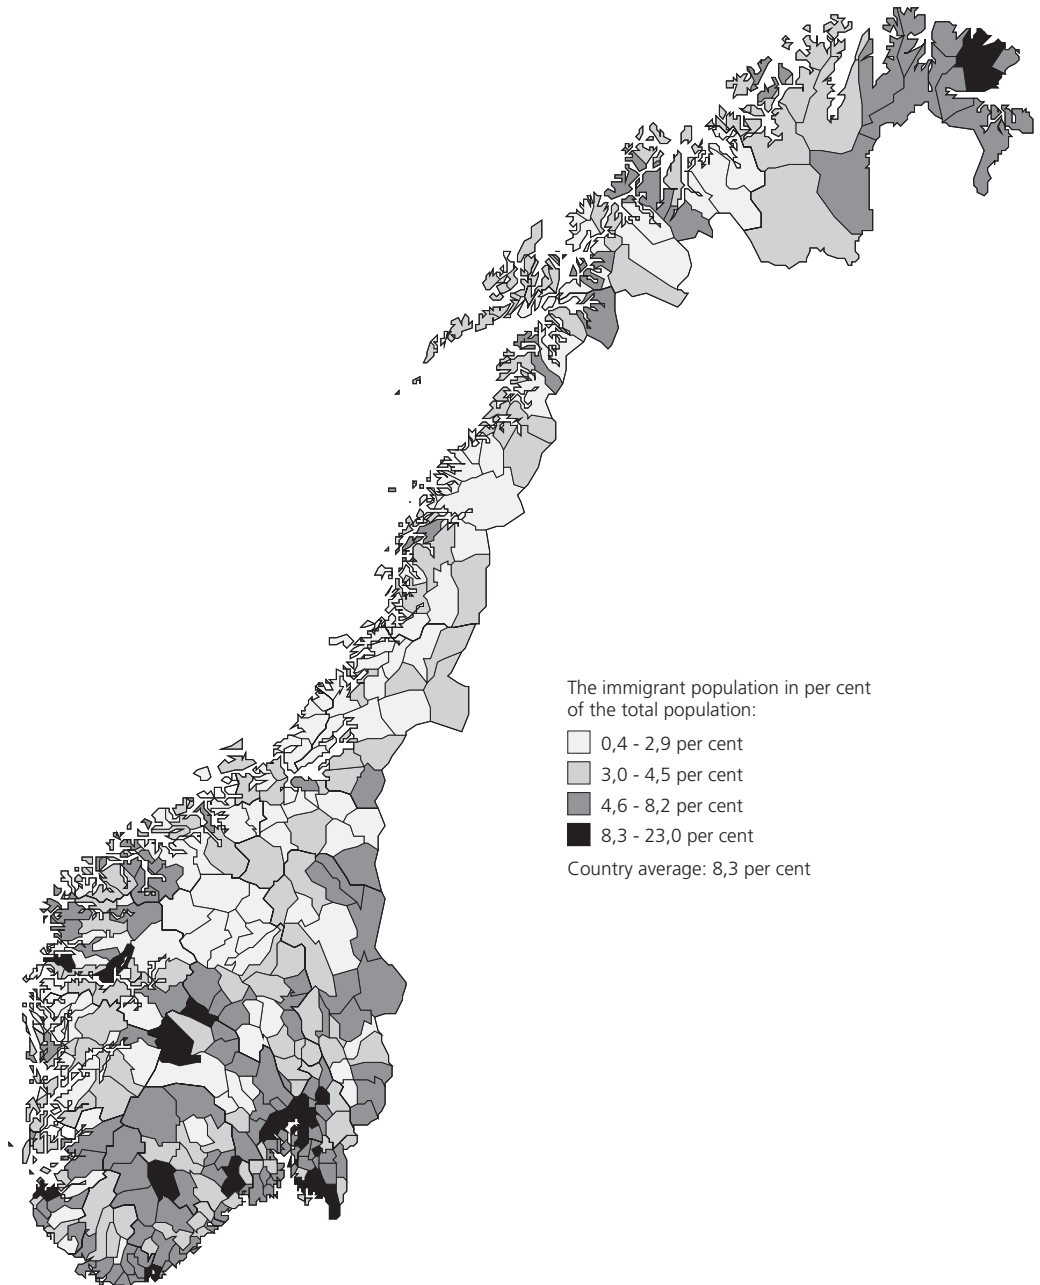 The immigrant population in per cent
of the total population:
0,4 - 2,9 per cent
3,0 - 4,5 per cent
4,6 - 8,2 per cent
8,3 - 23,0 per cent
Country average: 8,3 per cent